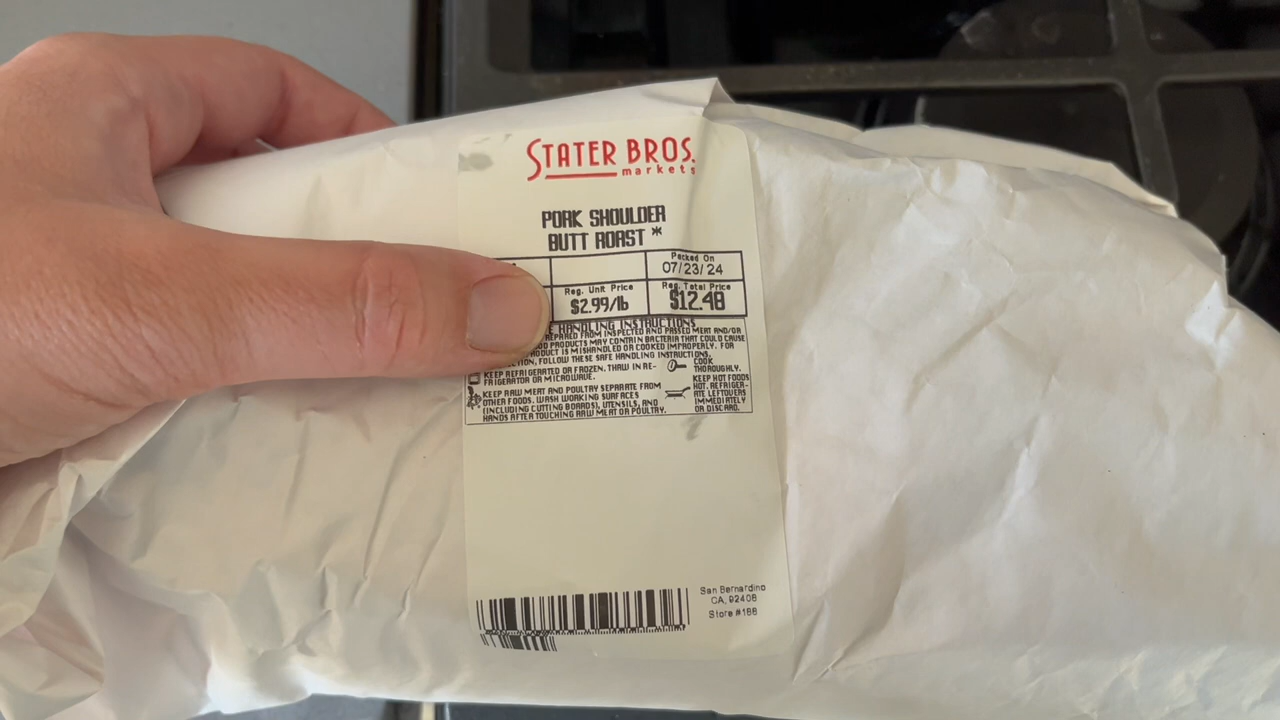 STATER BROS.
markets
PORK SHOULDER
BUTT ROAST *
Packed On
07/23/24
Reg. Unit Price
Reg. Total Price
$2.99/lb
$12.48
HANDLING INSTRUCTIONS
FROM INSPECTED AND PASSED MEAT AND/OR
PRODUCTS MAY CONTAIN BACTERIA THAT COULD CAUSE
IS MISHANDLED OR COOKED IMPROPERLY. FOR
FOLLOW THESE SAFE HANDLING INSTRUCTIONS.
KEEP REFRIGERATED OR FROZEN. THAW IN RE-
FRIGERATOR OR MICROWAVE.
COOK
THOROUGHLY.
KEEP RAW MEAT AND POULTRY SEPARATE FROM
OTHER FOODS. WASH WORKING SURFACES
(INCLUDING CUTTING BOARDS), UTENSILS, AND
HANDS AFTER TOUCHING RAW MEAT OR POULTRY.
KEEP HOT FOODS
HOT. REFRIGER-
ATE LEFTOVERS
IMMEDIATELY
OR DISCARD.
San Bernardino
CA, 92408
Store #188